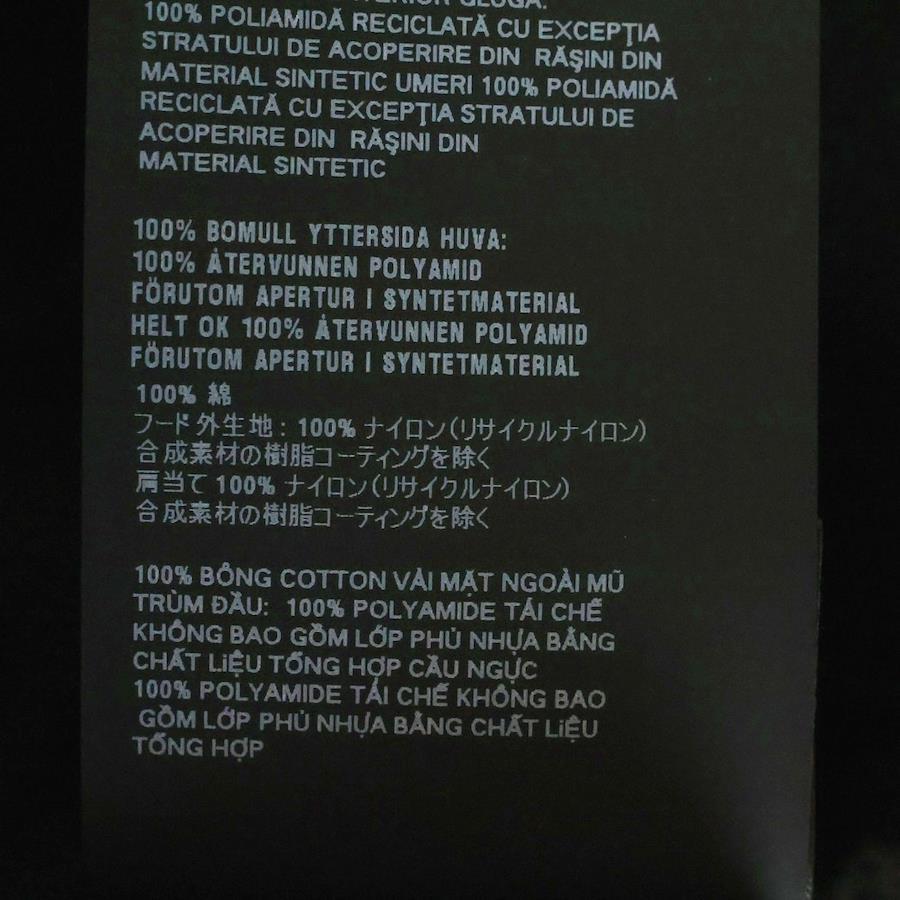 TERIOR GLUGĂ:
100% POLIAMIDĂ RECICLATĂ CU EXCEPȚIA
STRATULUI DE ACOPERIRE DIN RĂŞINI DIN
MATERIAL SINTETIC UMERI 100% POLIAMIDĂ
RECICLATĂ CU EXCEPȚIA STRATULUI DE
ACOPERIRE DIN RĂŞINI DIN
MATERIAL SINTETIC
100% BOMULL YTTERSIDA HUVA:
100% ÅTERVUNNEN POLYAMID
FÖRUTOM APERTUR I SYNTETMATERIAL
HELT OK 100% ÅTERVUNNEN POLYAMID
FÖRUTOM APERTUR I SYNTETMATERIAL
100% 綿
フード 外生地 : 100% ナイロン(リサイクルナイロン)
合成素材の樹脂コーティングを除く
肩当て 100% ナイロン(リサイクルナイロン)
合成素材の樹脂コーティングを除く
100% BÔNG COTTON VẢI MẶT NGOÀI MŨ
TRÙM ĐẦU: 100% POLYAMIDE TÁI CHẾ
KHÔNG BAO GỒM LỚP PHỦ NHỰA BẰNG
CHẤT LIỆU TỔNG HỢP CẦU NGỰC
100% POLYAMIDE TÁI CHẾ KHÔNG BAO
GỒM LỚP PHỦ NHỰA BẰNG CHẤT LIỆU
TỔNG HỢP